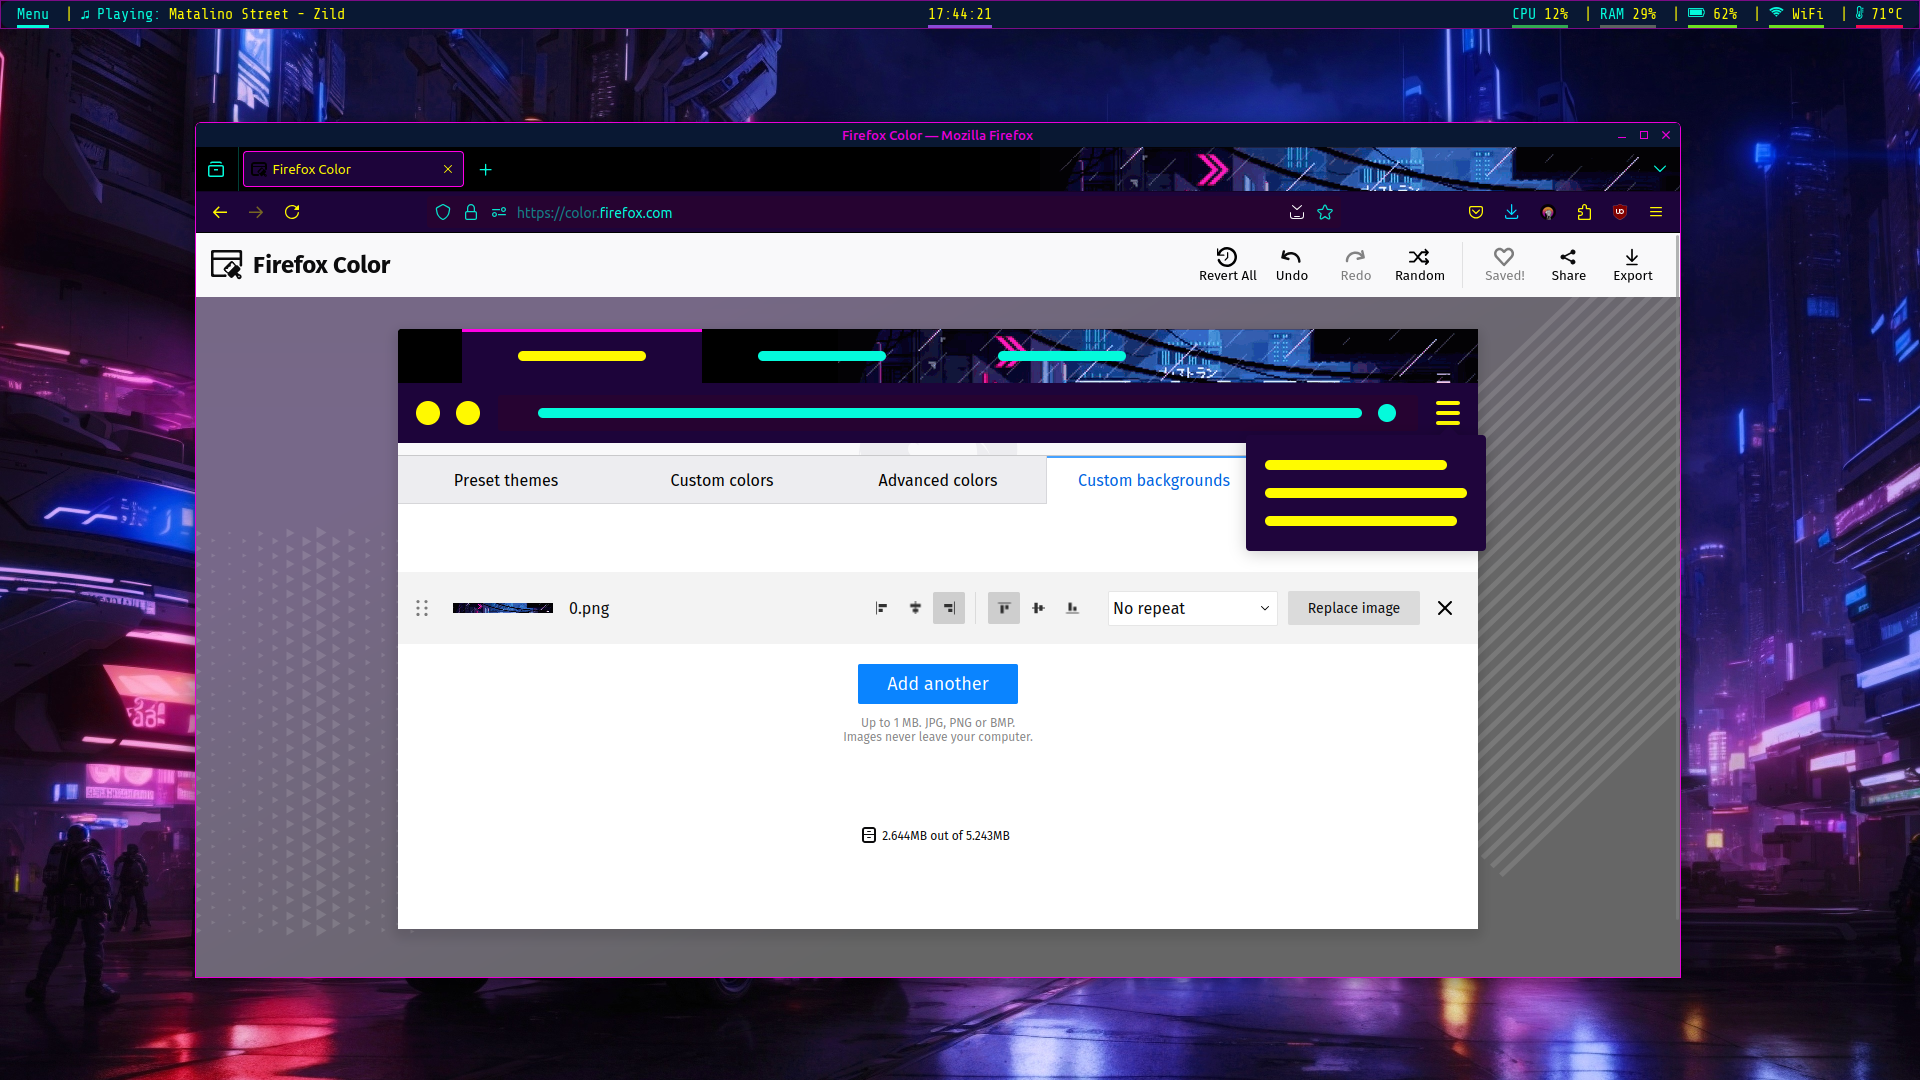 Menu | ♫ Playing: Matalino Street - Zild
17:44:21
CPU 12% | RAM 29% | 62% | WiFi | 71°C
Firefox Color — Mozilla Firefox
Firefox Color
https://color.firefox.com
Firefox Color
Revert All
Undo
Redo
Random
Saved!
Share
Export
Preset themes
Custom colors
Advanced colors
Custom backgrounds
0.png
No repeat
Replace image
Add another
Up to 1 MB. JPG, PNG or BMP.
Images never leave your computer.
2.644MB out of 5.243MB